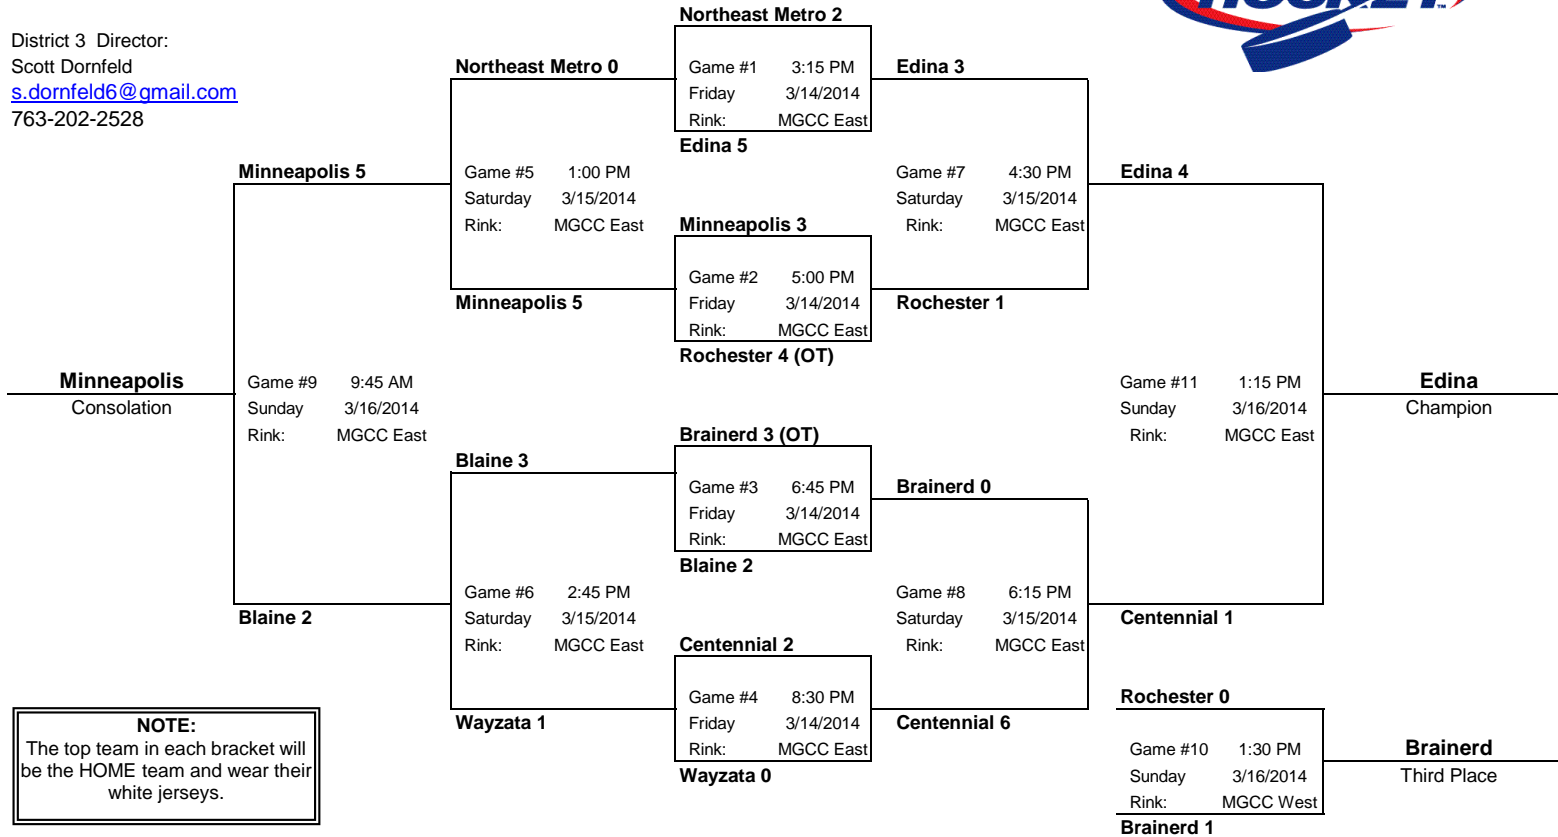 HOCKEY™
Northeast Metro 2
District 3 Director:
Scott Dornfeld
s.dornfeld6@gmail.com
763-202-2528
Northeast Metro 0
Game #1 3:15 PM
Friday 3/14/2014
Rink: MGCC East
Edina 3
Edina 5
Minneapolis 5
Game #5 1:00 PM
Saturday 3/15/2014
Rink: MGCC East
Game #7 4:30 PM
Saturday 3/15/2014
Rink: MGCC East
Edina 4
Minneapolis 3
Game #2 5:00 PM
Friday 3/14/2014
Rink: MGCC East
Minneapolis 5
Rochester 1
Rochester 4 (OT)
Minneapolis
Consolation
Game #9 9:45 AM
Sunday 3/16/2014
Rink: MGCC East
Game #11 1:15 PM
Sunday 3/16/2014
Rink: MGCC East
Edina
Champion
Brainerd 3 (OT)
Blaine 3
Game #3 6:45 PM
Friday 3/14/2014
Rink: MGCC East
Brainerd 0
Blaine 2
Blaine 2
Game #6 2:45 PM
Saturday 3/15/2014
Rink: MGCC East
Game #8 6:15 PM
Saturday 3/15/2014
Rink: MGCC East
Centennial 1
Centennial 2
Game #4 8:30 PM
Friday 3/14/2014
Rink: MGCC East
Wayzata 1
Centennial 6
Wayzata 0
Rochester 0
Game #10 1:30 PM
Sunday 3/16/2014
Rink: MGCC West
Brainerd 1
Brainerd
Third Place
NOTE:
The top team in each bracket will
be the HOME team and wear their
white jerseys.